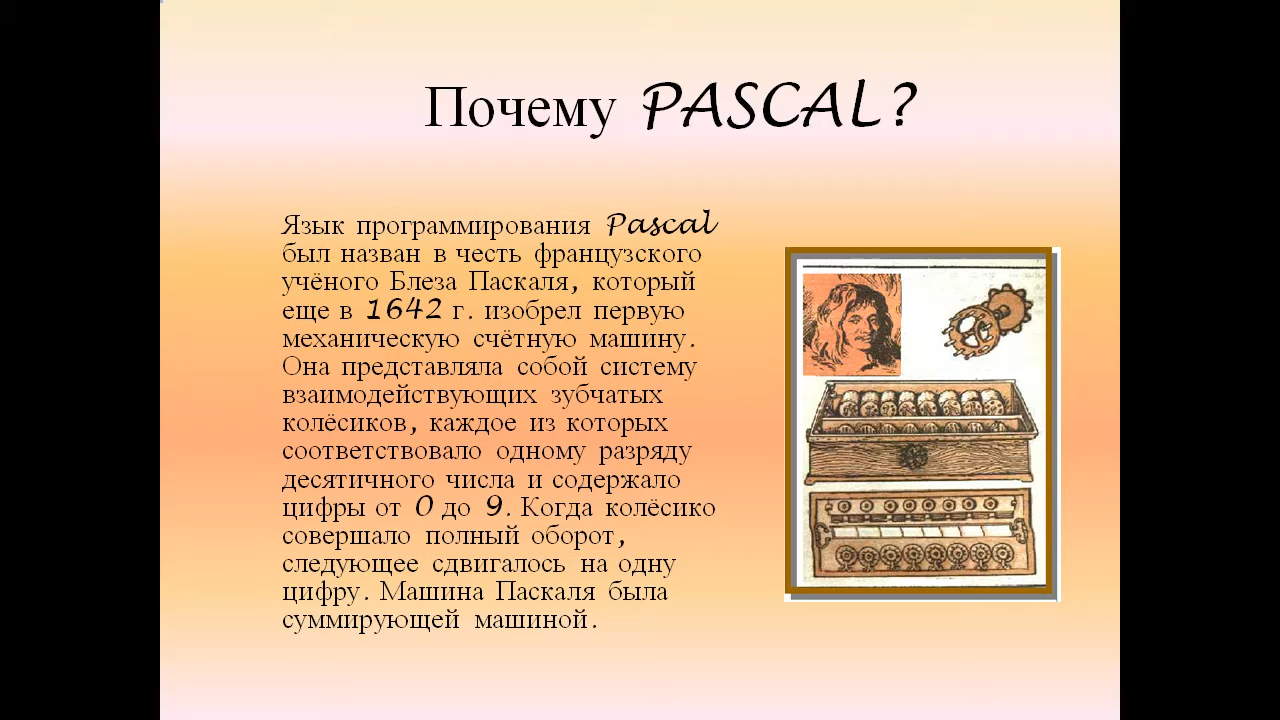 Почему PASCAL?
Язык программирования Pascal
был назван в честь французского
учёного Блеза Паскаля, который
еще в 1642 г. изобрел первую
механическую счётную машину.
Она представляла собой систему
взаимодействующих зубчатых
колёсиков, каждое из которых
соответствовало одному разряду
десятичного числа и содержало
цифры от 0 до 9. Когда колёсико
совершало полный оборот,
следующее сдвигалось на одну
цифру. Машина Паскаля была
суммирующей машиной.